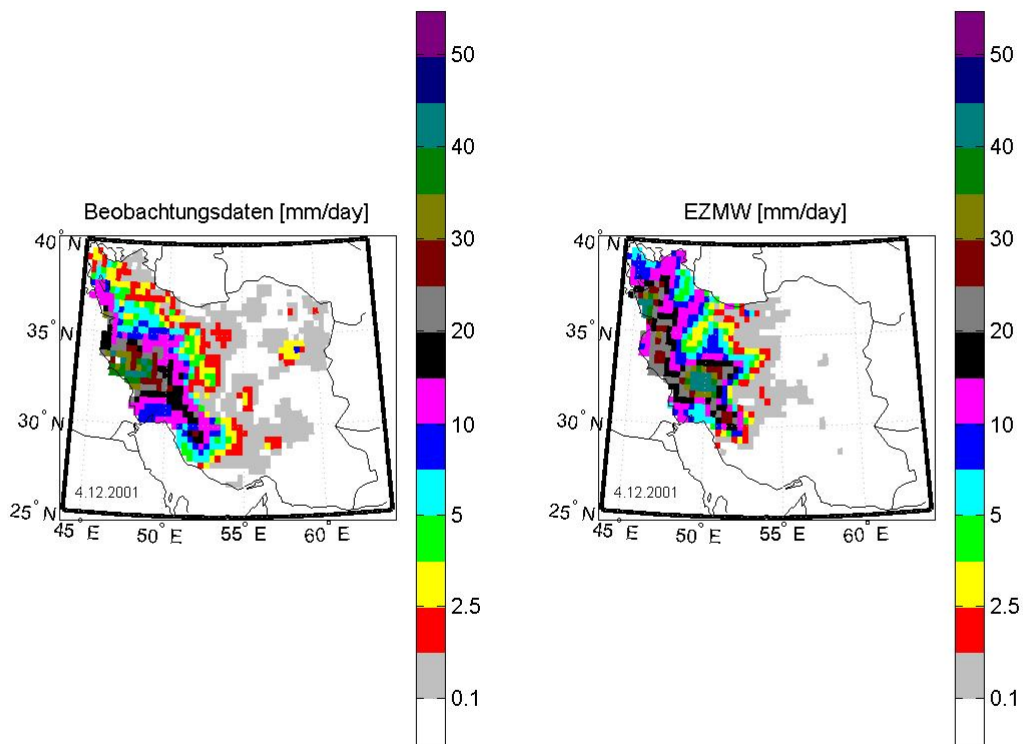 Beobachtungsdaten [mm/day]
40° N
35° N
30° N
25° N
45° E
50° E
55° E
60° E
4.12.2001
50
40
30
20
10
5
2.5
0.1
EZMW [mm/day]
40° N
35° N
30° N
25° N
45° E
50° E
55° E
60° E
4.12.2001
50
40
30
20
10
5
2.5
0.1